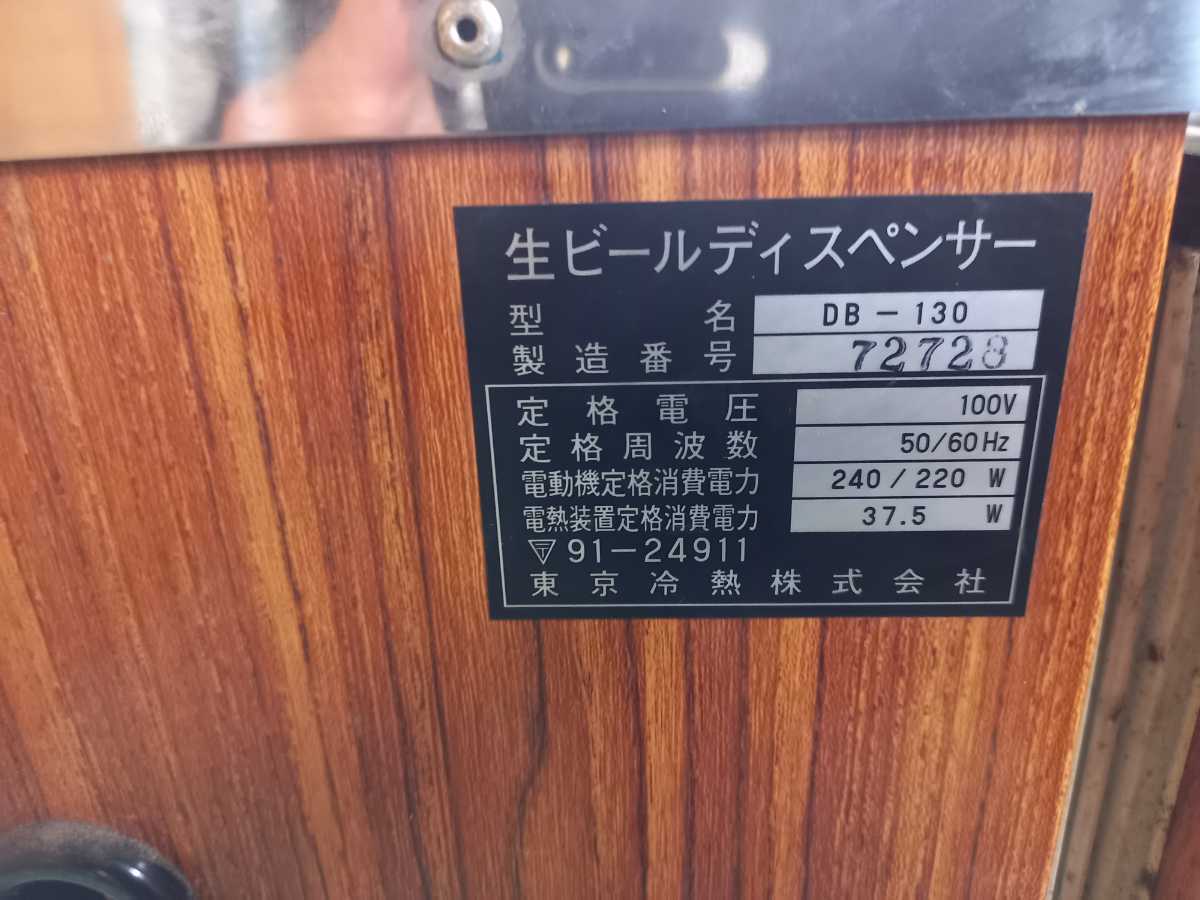 生ビールディスペンサー
型名 DB-130
製造番号 72728
定格電圧 100V
定格周波数 50/60Hz
電動機定格消費電力 240/220 W
電熱装置定格消費電力 37.5 W
91-24911
東京冷熱株式会社